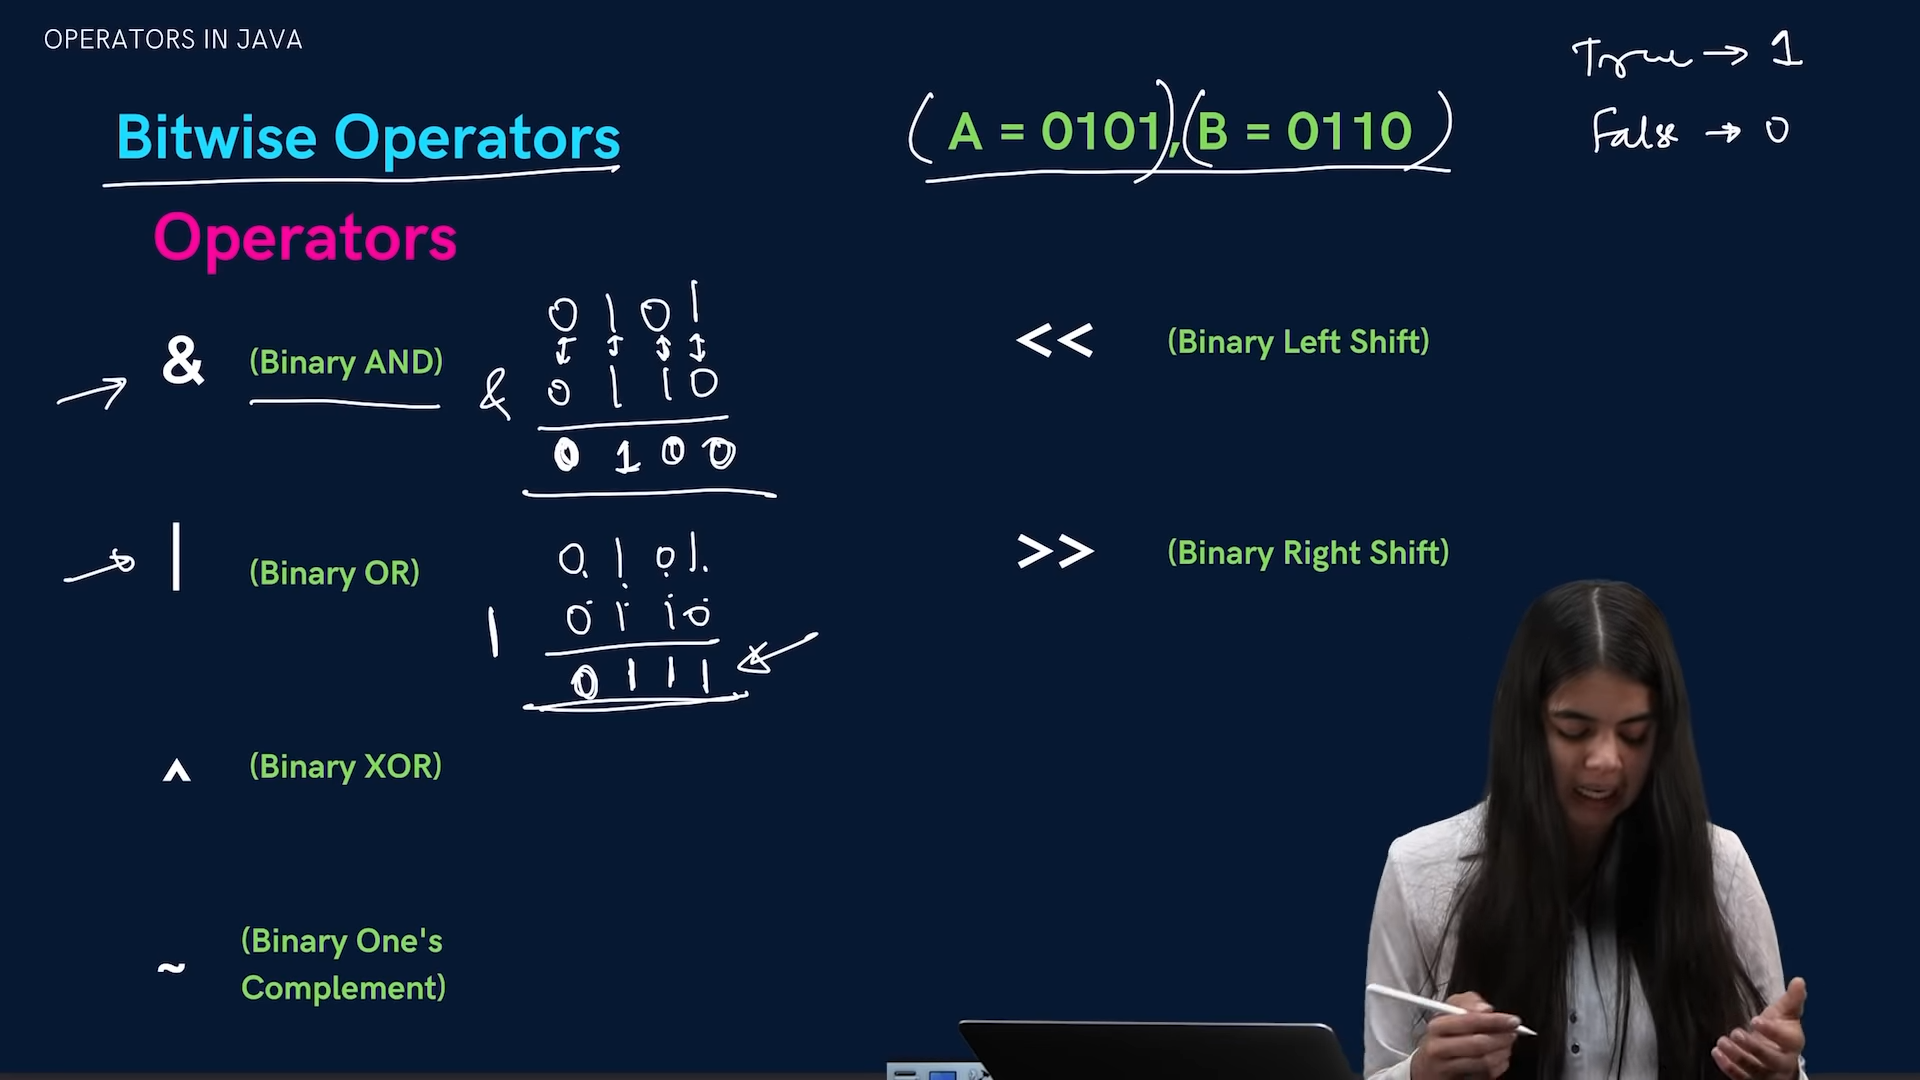 OPERATORS IN JAVA
True → 1
False → 0
Bitwise Operators
(A = 0101),(B = 0110)
Operators
& (Binary AND)
0 1 0 1
& 0 1 1 0
0 1 0 0
<< (Binary Left Shift)
| (Binary OR)
0 1 0 1
| 0 1 1 0
0 1 1 1
>> (Binary Right Shift)
^ (Binary XOR)
~ (Binary One's
Complement)